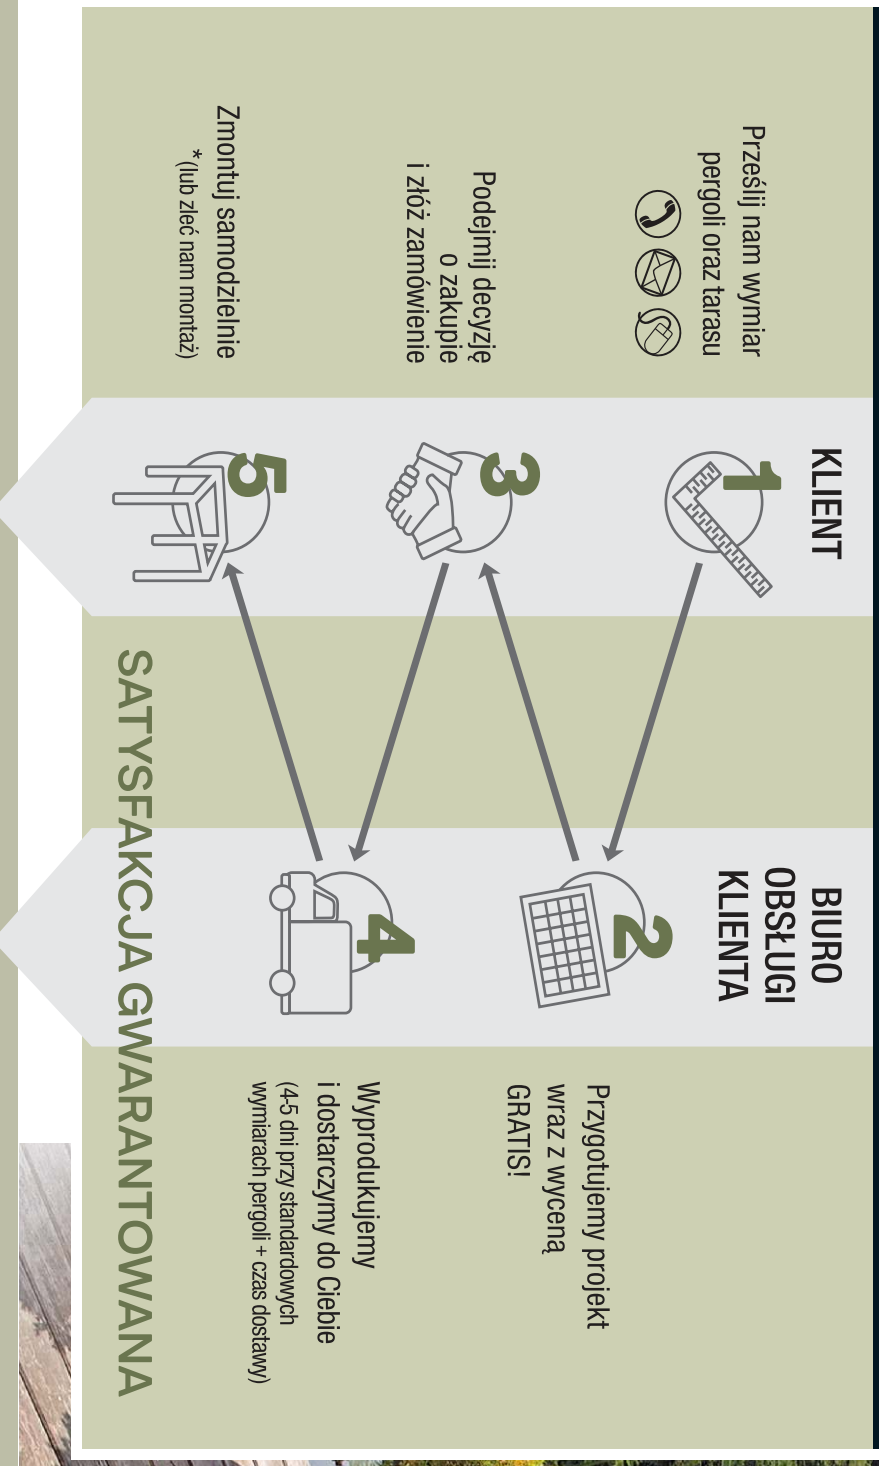 KLIENT
BIURO
OBSŁUGI
KLIENTA
Prześlij nam wymiar
pergoli oraz tarasu
1
2
Przygotujemy projekt
wraz z wyceną
GRATIS!
Podejmij decyzję
o zakupie
i złóż zamówienie
3
4
Wyprodukujemy
i dostarczymy do Ciebie
(4-5 dni przy standardowych
wymiarach pergoli + czas dostawy)
Zmontuj samodzielnie
*(lub zleć nam montaż)
5
SATYSFAKCJA GWARANTOWANA